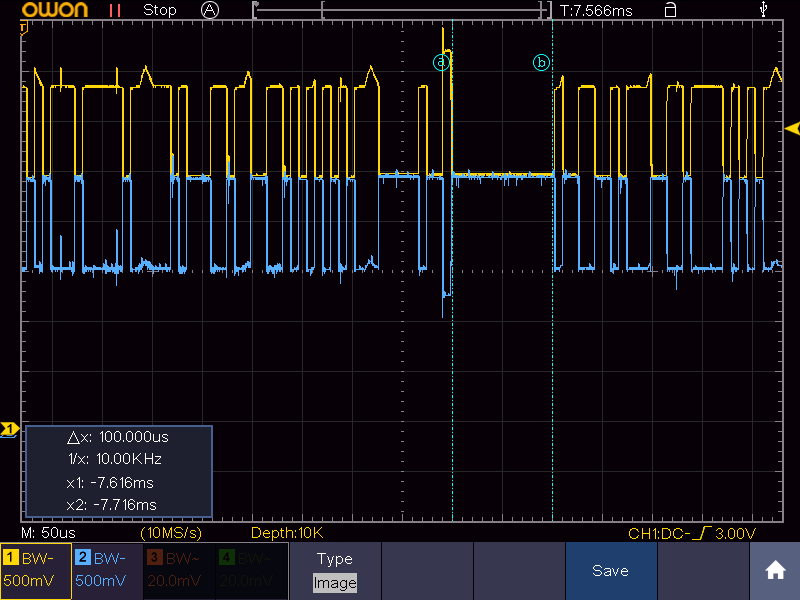 OWON Stop A T:7.566ms
T
a b
1
△x: 100.000us
1/x: 10.00KHz
x1: -7.616ms
x2: -7.716ms
M: 50us (10MS/s) Depth:10K CH1:DC- 3.00V
1 BW~ 2 BW~ 3 BW~ 4 BW~
500mV 500mV 20.0mV 20.0mV
Type
Image
Save